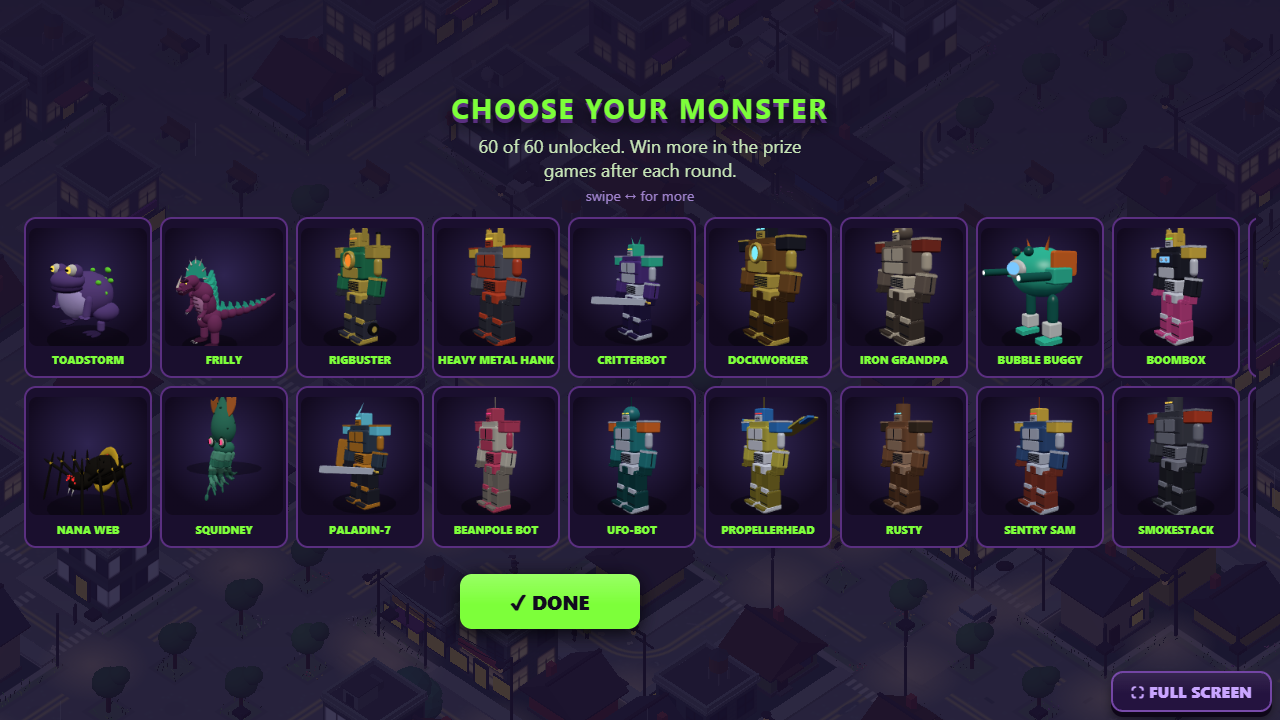 CHOOSE YOUR MONSTER
60 of 60 unlocked. Win more in the prize
games after each round.
swipe ↔ for more
TOADSTORM
FRILLY
RIGBUSTER
HEAVY METAL HANK
CRITTERBOT
DOCKWORKER
IRON GRANDPA
BUBBLE BUGGY
BOOMBOX
NANA WEB
SQUIDNEY
PALADIN-7
BEANPOLE BOT
UFO-BOT
PROPELLERHEAD
RUSTY
SENTRY SAM
SMOKESTACK
✓ DONE
⛶ FULL SCREEN